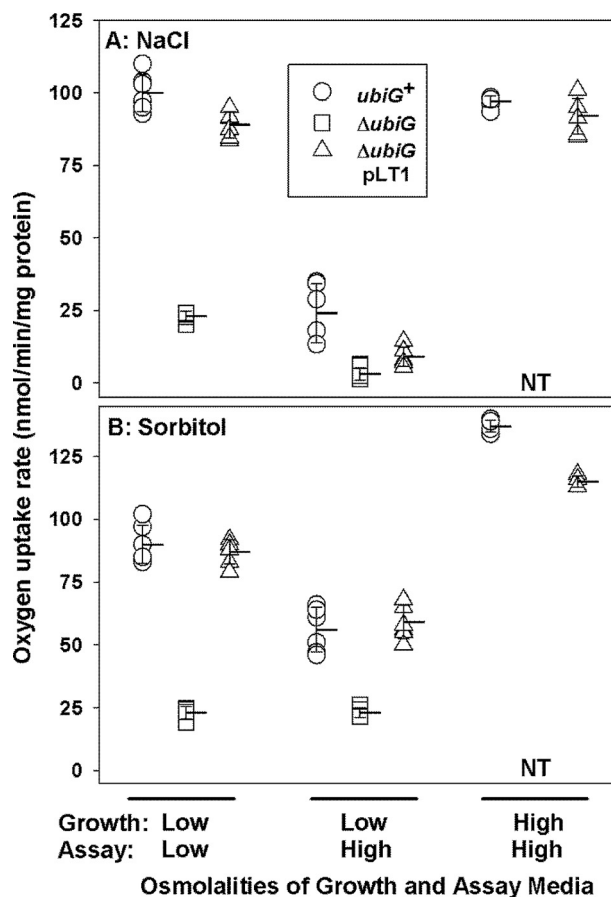 Oxygen uptake rate (nmol/min/mg protein)
A: NaCl
125
100
75
50
25
0
ubiG+
ΔubiG
ΔubiG
pLT1
NT
B: Sorbitol
125
100
75
50
25
0
NT
Growth: Low Low High
Assay: Low High High
Osmolalities of Growth and Assay Media